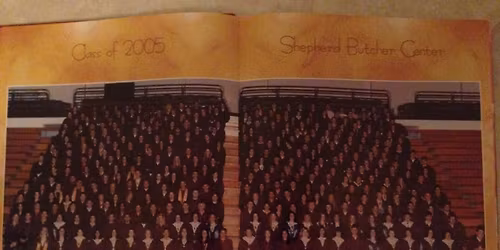 Class of 2005
Shepherd Butcher Center